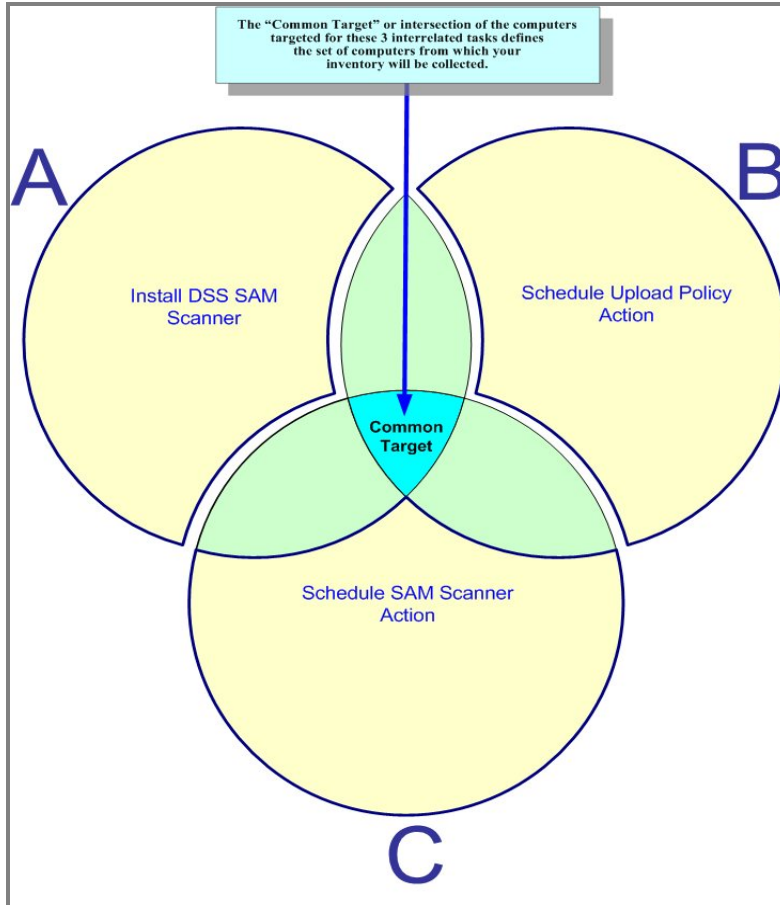 The “Common Target” or intersection of the computers
targeted for these 3 interrelated tasks defines
the set of computers from which your
inventory will be collected.
A
B
Install DSS SAM
Scanner
Schedule Upload Policy
Action
Common
Target
Schedule SAM Scanner
Action
C